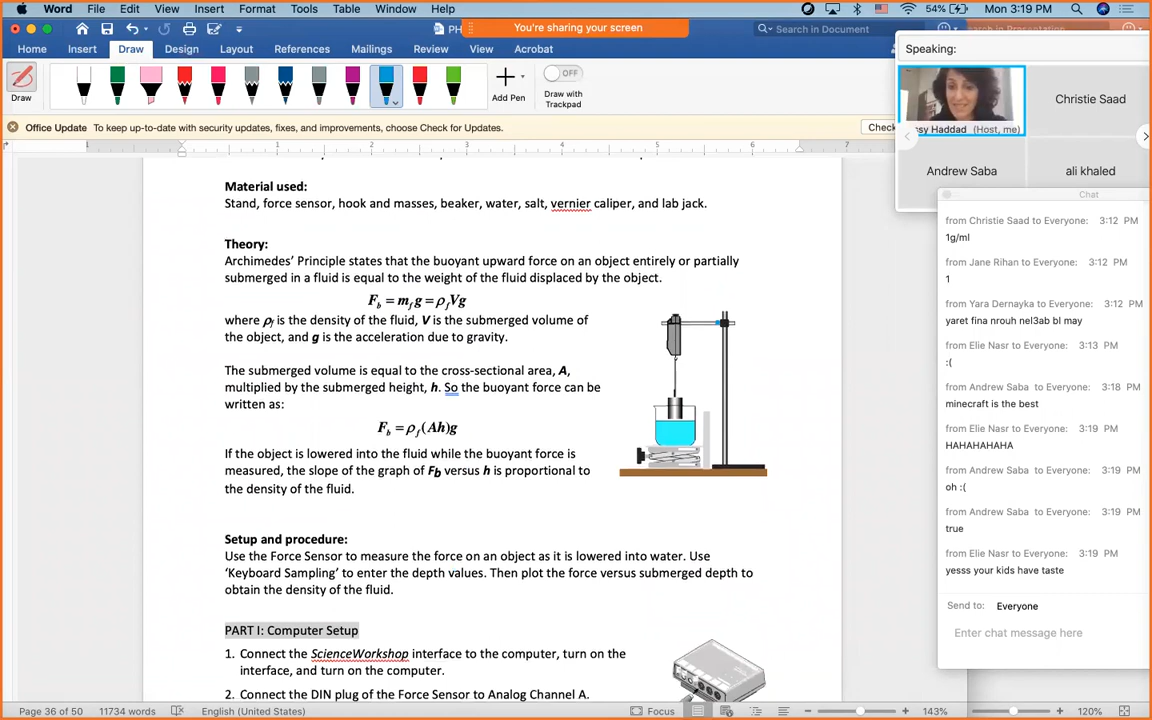 Word File Edit View Insert Format Tools Table Window Help 54% Mon 3:19 PM
PH You're sharing your screen Search in Document
Home Insert Draw Design Layout References Mailings Review View Acrobat
Speaking:
Draw Add Pen OFF Draw with Trackpad
Christie Saad
Office Update To keep up-to-date with security updates, fixes, and improvements, choose Check for Updates. Check
ssy Haddad (Host, me)
Andrew Saba ali khaled
1 1 2 3 4 5 6 7
Material used:
Stand, force sensor, hook and masses, beaker, water, salt, vernier caliper, and lab jack.
Theory:
Archimedes' Principle states that the buoyant upward force on an object entirely or partially
submerged in a fluid is equal to the weight of the fluid displaced by the object.
F_b = m_f g = ρ_f Vg
where ρ_f is the density of the fluid, V is the submerged volume of
the object, and g is the acceleration due to gravity.
The submerged volume is equal to the cross-sectional area, A,
multiplied by the submerged height, h. So the buoyant force can be
written as:
F_b = ρ_f (Ah)g
If the object is lowered into the fluid while the buoyant force is
measured, the slope of the graph of F_b versus h is proportional to
the density of the fluid.
Setup and procedure:
Use the Force Sensor to measure the force on an object as it is lowered into water. Use
'Keyboard Sampling' to enter the depth values. Then plot the force versus submerged depth to
obtain the density of the fluid.
PART I: Computer Setup
1. Connect the ScienceWorkshop interface to the computer, turn on the
interface, and turn on the computer.
2. Connect the DIN plug of the Force Sensor to Analog Channel A.
Chat
from Christie Saad to Everyone: 3:12 PM
1g/ml
from Jane Rihan to Everyone: 3:12 PM
1
from Yara Dernayka to Everyone: 3:12 PM
yaret fina nrouh nel3ab bl may
from Elie Nasr to Everyone: 3:13 PM
:(
from Andrew Saba to Everyone: 3:18 PM
minecraft is the best
from Elie Nasr to Everyone: 3:19 PM
HAHAHAHAHA
from Andrew Saba to Everyone: 3:19 PM
oh :(
from Andrew Saba to Everyone: 3:19 PM
true
from Elie Nasr to Everyone: 3:19 PM
yesss your kids have taste
Send to: Everyone
Enter chat message here
Page 36 of 50 11734 words English (United States) Focus 143% 120%